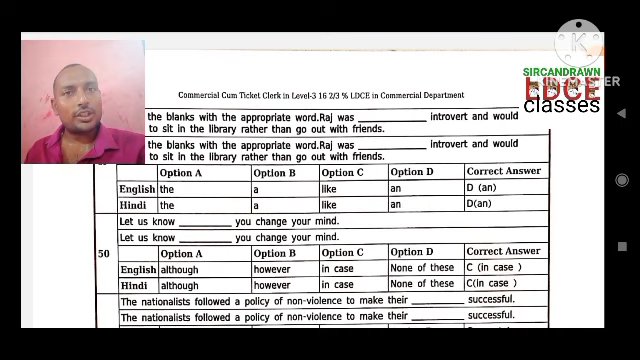 K
KINEMASTER
SIRCANDRAWN
LDCE
classes
Commercial Cum Ticket Clerk in Level-3 16 2/3 % LDCE in Commercial Department
the blanks with the appropriate word.Raj was __________ introvert and would
to sit in the library rather than go out with friends.
the blanks with the appropriate word.Raj was __________ introvert and would
to sit in the library rather than go out with friends.
Option A Option B Option C Option D Correct Answer
English the a like an D (an)
Hindi the a like an D(an)
Let us know ________ you change your mind.
Let us know ________ you change your mind.
50 Option A Option B Option C Option D Correct Answer
English although however in case None of these C (in case )
Hindi although however in case None of these C(in case )
The nationalists followed a policy of non-violence to make their ________ successful.
The nationalists followed a policy of non-violence to make their ________ successful.